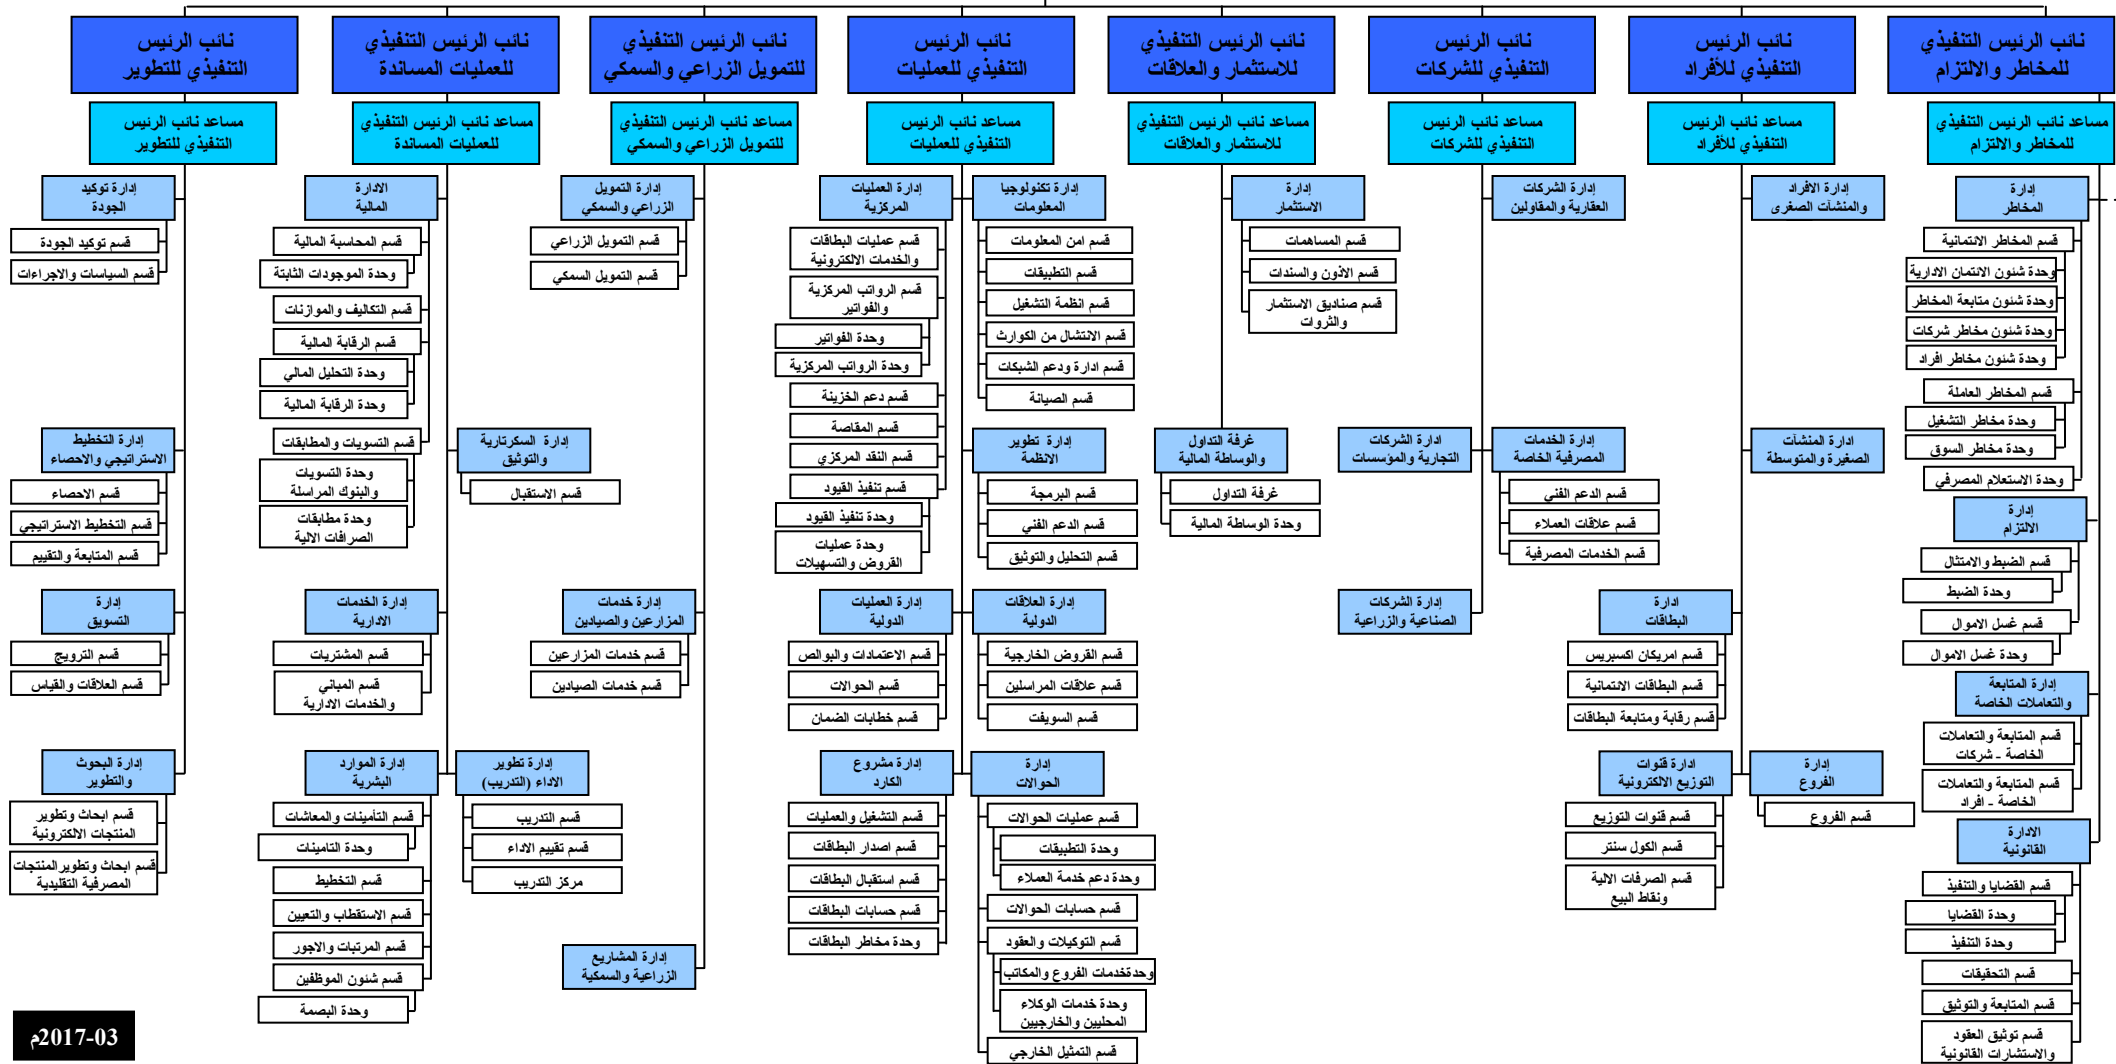 نائب الرئيس التنفيذي
للمخاطر والالتزام
مساعد نائب الرئيس التنفيذي
للمخاطر والالتزام
إدارة
المخاطر
قسم المخاطر الائتمانية
وحدة شئون الائتمان الادارية
وحدة شئون متابعة المخاطر
وحدة شئون مخاطر شركات
وحدة شئون مخاطر افراد
قسم المخاطر العاملة
وحدة مخاطر التشغيل
وحدة مخاطر السوق
وحدة الاستعلام المصرفي
إدارة
الالتزام
قسم الضبط والامتثال
وحدة الضبط
قسم غسل الاموال
وحدة غسل الاموال
إدارة المتابعة
والتعاملات الخاصة
قسم المتابعة والتعاملات
الخاصة - شركات
قسم المتابعة والتعاملات
الخاصة - افراد
الادارة
القانونية
قسم القضايا والتنفيذ
وحدة القضايا
وحدة التنفيذ
قسم التحقيقات
قسم المتابعة والتوثيق
قسم توثيق العقود
والاستشارات القانونية
نائب الرئيس
التنفيذي للأفراد
مساعد نائب الرئيس
التنفيذي للأفراد
إدارة الافراد
والمنشآت الصغرى
ادارة المنشآت
الصغيرة والمتوسطة
ادارة
البطاقات
قسم امريكان اكسبريس
قسم البطاقات الائتمانية
قسم رقابة ومتابعة البطاقات
إدارة
الفروع
قسم الفروع
ادارة قنوات
التوزيع الالكترونية
قسم قنوات التوزيع
قسم الكول سنتر
قسم الصرفات الالية
ونقاط البيع
نائب الرئيس
التنفيذي للشركات
مساعد نائب الرئيس
التنفيذي للشركات
إدارة الشركات
العقارية والمقاولين
إدارة الخدمات
المصرفية الخاصة
قسم الدعم الفني
قسم علاقات العملاء
قسم الخدمات المصرفية
ادارة الشركات
التجارية والمؤسسات
إدارة الشركات
الصناعية والزراعية
نائب الرئيس التنفيذي
للاستثمار والعلاقات
مساعد نائب الرئيس التنفيذي
للاستثمار والعلاقات
إدارة
الاستثمار
قسم المساهمات
قسم الاذون والسندات
قسم صناديق الاستثمار
والثروات
غرفة التداول
والوساطة المالية
غرفة التداول
وحدة الوساطة المالية
نائب الرئيس
التنفيذي للعمليات
مساعد نائب الرئيس
التنفيذي للعمليات
إدارة تكنولوجيا
المعلومات
قسم امن المعلومات
قسم التطبيقات
قسم انظمة التشغيل
قسم الانتشال من الكوارث
قسم ادارة ودعم الشبكات
قسم الصيانة
إدارة تطوير
الانظمة
قسم البرمجة
قسم الدعم الفني
قسم التحليل والتوثيق
إدارة العلاقات
الدولية
قسم القروض الخارجية
قسم علاقات المراسلين
قسم السويفت
إدارة
الحوالات
قسم عمليات الحوالات
وحدة التطبيقات
وحدة دعم خدمة العملاء
قسم حسابات الحوالات
قسم التوكيلات والعقود
وحدةخدمات الفروع والمكاتب
وحدة خدمات الوكلاء
المحليين والخارجيين
قسم التمثيل الخارجي
إدارة العمليات
المركزية
قسم عمليات البطاقات
والخدمات الالكترونية
قسم الرواتب المركزية
والفواتير
وحدة الفواتير
وحدة الرواتب المركزية
قسم دعم الخزينة
قسم المقاصة
قسم النقد المركزي
قسم تنفيذ القيود
وحدة تنفيذ القيود
وحدة عمليات
القروض والتسهيلات
إدارة العمليات
الدولية
قسم الاعتمادات والبوالص
قسم الحوالات
قسم خطابات الضمان
إدارة مشروع
الكارد
قسم التشغيل والعمليات
قسم اصدار البطاقات
قسم استقبال البطاقات
قسم حسابات البطاقات
وحدة مخاطر البطاقات
نائب الرئيس التنفيذي
للتمويل الزراعي والسمكي
مساعد نائب الرئيس التنفيذي
للتمويل الزراعي والسمكي
إدارة التمويل
الزراعي والسمكي
قسم التمويل الزراعي
قسم التمويل السمكي
إدارة خدمات
المزارعين والصيادين
قسم خدمات المزارعين
قسم خدمات الصيادين
إدارة المشاريع
الزراعية والسمكية
نائب الرئيس التنفيذي
للعمليات المساندة
مساعد نائب الرئيس التنفيذي
للعمليات المساندة
الادارة
المالية
قسم المحاسبة المالية
وحدة الموجودات الثابتة
قسم التكاليف والموازنات
قسم الرقابة المالية
وحدة التحليل المالي
وحدة الرقابة المالية
قسم التسويات والمطابقات
وحدة التسويات
والبنوك المراسلة
وحدة مطابقات
الصرافات الالية
إدارة السكرتارية
والتوثيق
قسم الاستقبال
إدارة الخدمات
الادارية
قسم المشتريات
قسم المباني
والخدمات الادارية
إدارة تطوير
الاداء (التدريب)
قسم التدريب
قسم تقييم الاداء
مركز التدريب
إدارة الموارد
البشرية
قسم التأمينات والمعاشات
وحدة التامينات
قسم التخطيط
قسم الاستقطاب والتعيين
قسم المرتبات والاجور
قسم شئون الموظفين
وحدة البصمة
نائب الرئيس
التنفيذي للتطوير
مساعد نائب الرئيس
التنفيذي للتطوير
إدارة توكيد
الجودة
قسم توكيد الجودة
قسم السياسات والاجراءات
إدارة التخطيط
الاستراتيجي والاحصاء
قسم الاحصاء
قسم التخطيط الاستراتيجي
قسم المتابعة والتقييم
إدارة
التسويق
قسم الترويج
قسم العلاقات والقياس
إدارة البحوث
والتطوير
قسم ابحاث وتطوير
المنتجات الالكترونية
قسم ابحاث وتطويرالمنتجات
المصرفية التقليدية
2017-03م